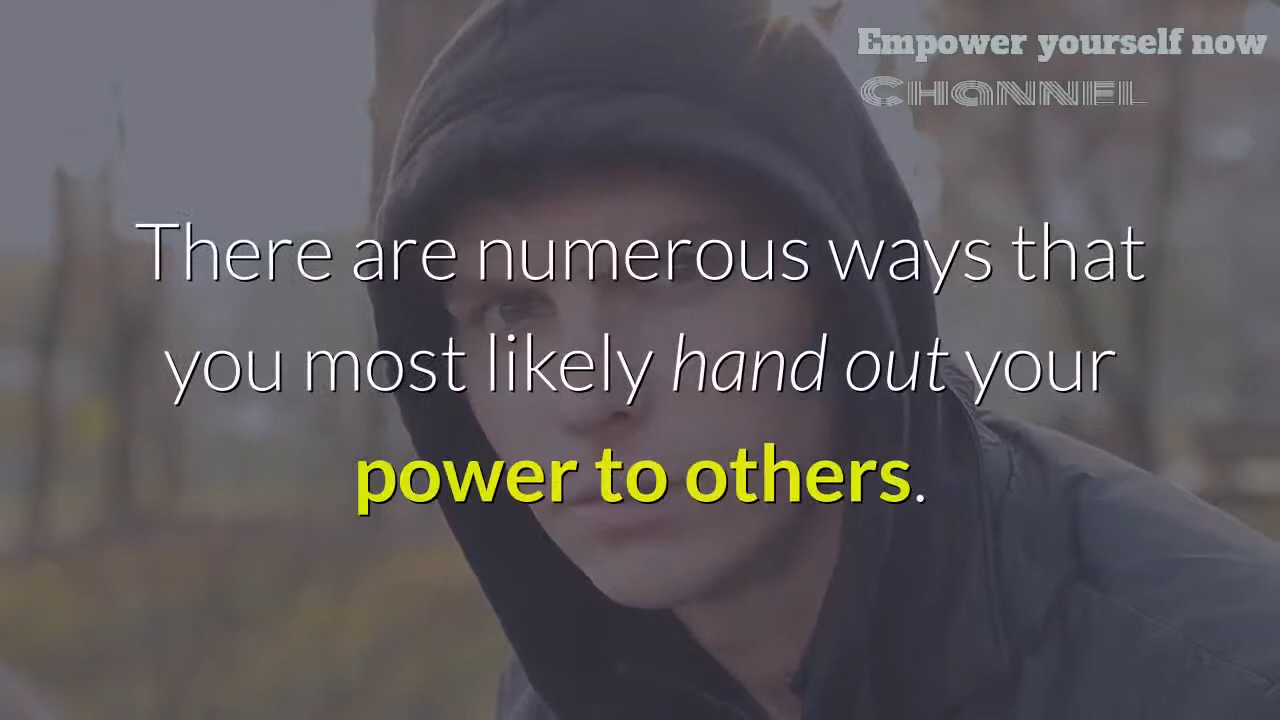 Empower yourself now
Channel
There are numerous ways that
you most likely hand out your
power to others.